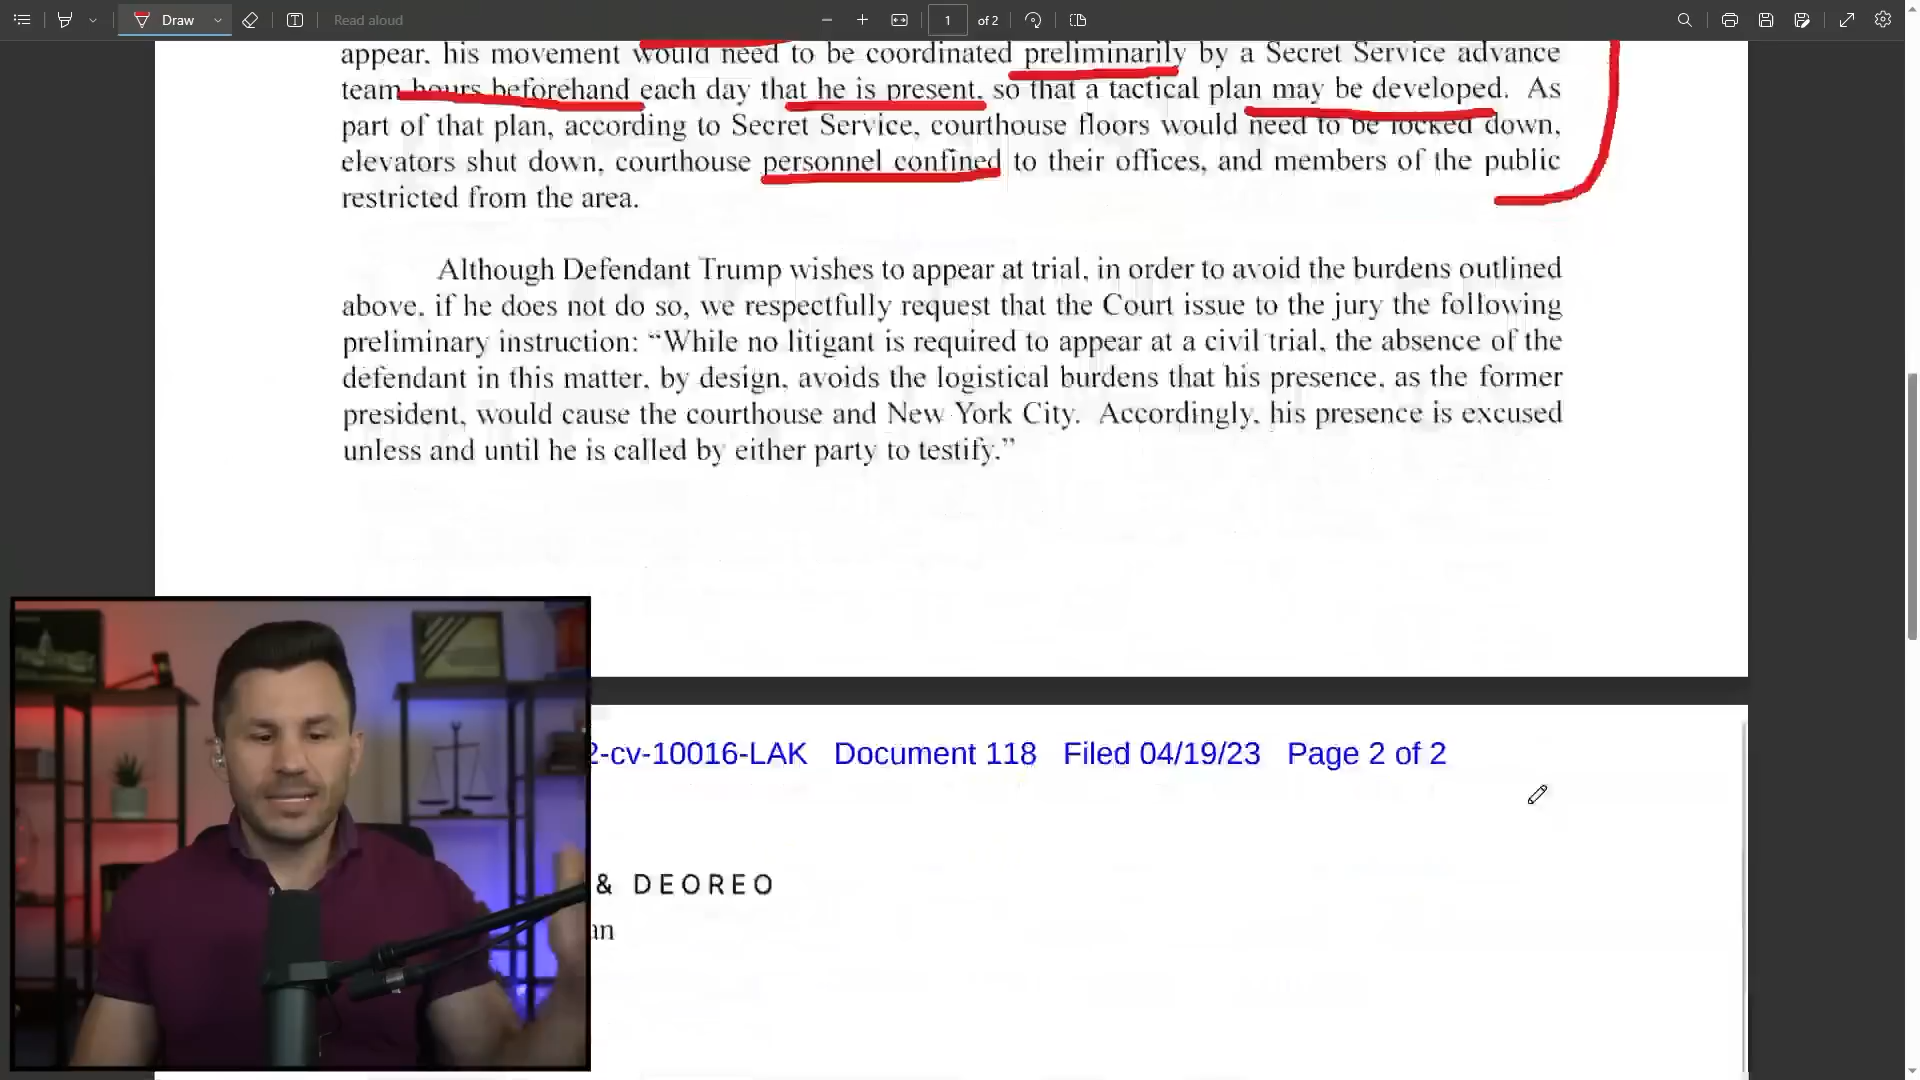 Draw
Read aloud
1
of 2
appear, his movement would need to be coordinated preliminarily by a Secret Service advance
team hours beforehand each day that he is present, so that a tactical plan may be developed. As
part of that plan, according to Secret Service, courthouse floors would need to be locked down,
elevators shut down, courthouse personnel confined to their offices, and members of the public
restricted from the area.
Although Defendant Trump wishes to appear at trial, in order to avoid the burdens outlined
above, if he does not do so, we respectfully request that the Court issue to the jury the following
preliminary instruction: “While no litigant is required to appear at a civil trial, the absence of the
defendant in this matter, by design, avoids the logistical burdens that his presence, as the former
president, would cause the courthouse and New York City. Accordingly, his presence is excused
unless and until he is called by either party to testify.”
2-cv-10016-LAK Document 118 Filed 04/19/23 Page 2 of 2
& DEOREO
an